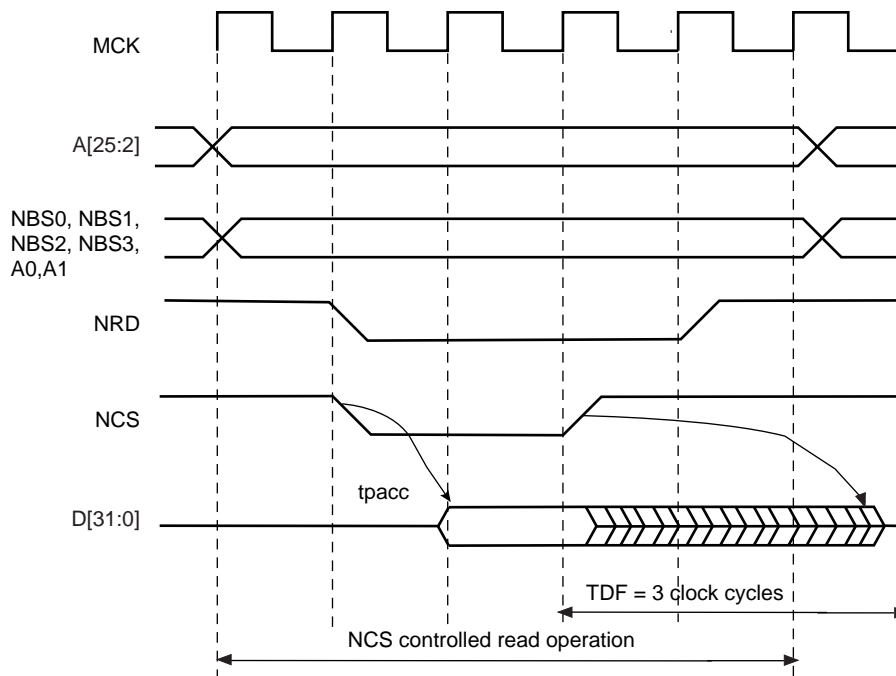 MCK
A[25:2]
NBS0, NBS1,
NBS2, NBS3,
A0,A1
NRD
NCS
tpacc
D[31:0]
TDF = 3 clock cycles
NCS controlled read operation